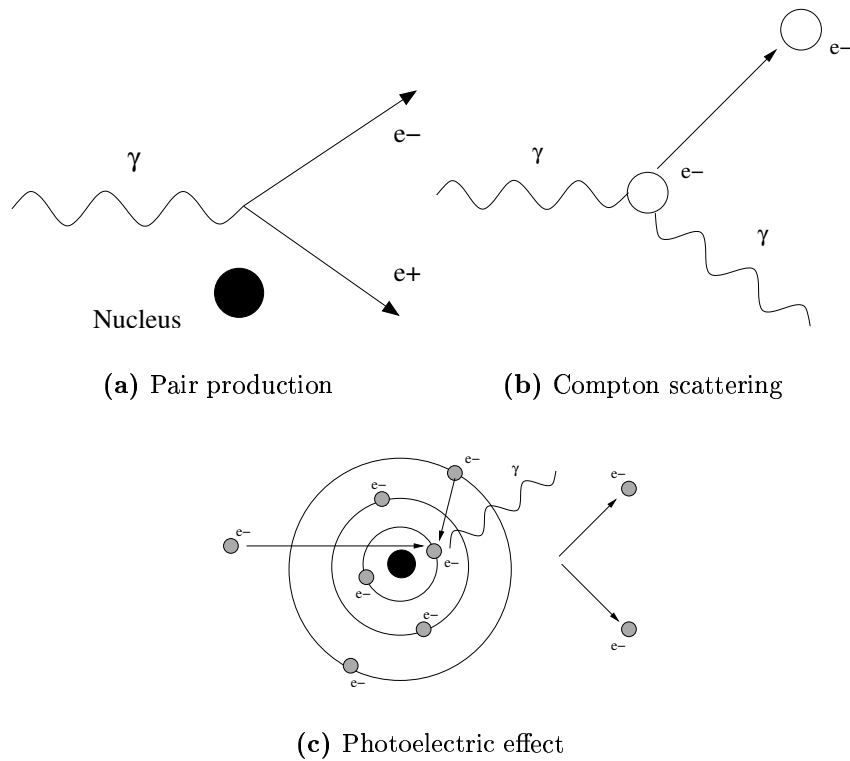 γ
e−
e+
Nucleus
(a) Pair production
e−
γ
e−
γ
(b) Compton scattering
e−
γ
e−
e−
e−
e−
e−
e−
e−
e−
e−
(c) Photoelectric effect